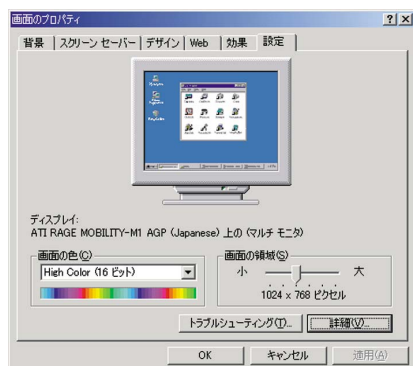 画面のプロパティ
背景 スクリーン セーバー デザイン Web 効果 設定
ディスプレイ:
ATI RAGE MOBILITY-M1 AGP (Japanese) 上の (マルチ モニタ)
画面の色(C)
High Color (16 ビット)
画面の領域(S)
小 大
1024 x 768 ピクセル
トラブルシューティング(T)... 詳細(V)...
OK キャンセル 適用(A)